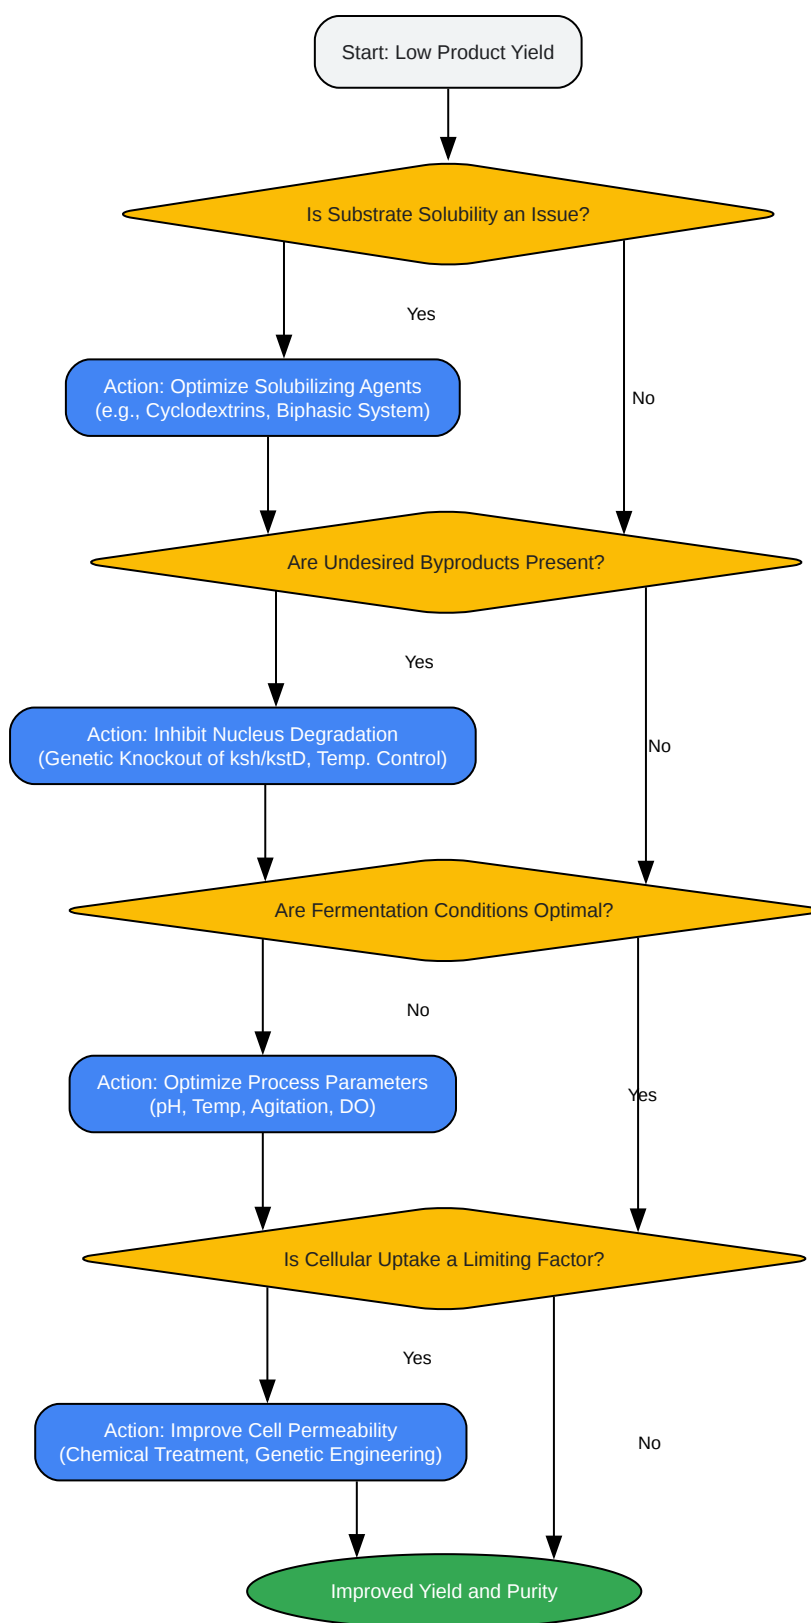 Start: Low Product Yield
Is Substrate Solubility an Issue?
Yes
Action: Optimize Solubilizing Agents
(e.g., Cyclodextrins, Biphasic System)
No
Are Undesired Byproducts Present?
Yes
Action: Inhibit Nucleus Degradation
(Genetic Knockout of ksh/kstD, Temp. Control)
No
Are Fermentation Conditions Optimal?
No
Action: Optimize Process Parameters
(pH, Temp, Agitation, DO)
Yes
Is Cellular Uptake a Limiting Factor?
Yes
Action: Improve Cell Permeability
(Chemical Treatment, Genetic Engineering)
No
Improved Yield and Purity